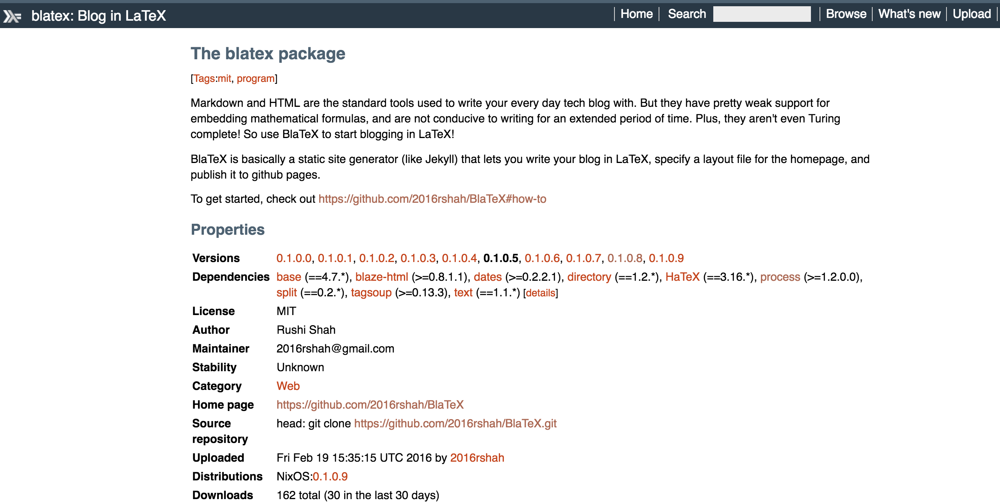 blatex: Blog in LaTeX
Home
Search
Browse
What's new
Upload
The blatex package
[Tags:mit, program]
Markdown and HTML are the standard tools used to write your every day tech blog with. But they have pretty weak support for
embedding mathematical formulas, and are not conducive to writing for an extended period of time. Plus, they aren't even Turing
complete! So use BlaTeX to start blogging in LaTeX!
BlaTeX is basically a static site generator (like Jekyll) that lets you write your blog in LaTeX, specify a layout file for the homepage, and
publish it to github pages.
To get started, check out https://github.com/2016rshah/BlaTeX#how-to
Properties
Versions 0.1.0.0, 0.1.0.1, 0.1.0.2, 0.1.0.3, 0.1.0.4, 0.1.0.5, 0.1.0.6, 0.1.0.7, 0.1.0.8, 0.1.0.9
Dependencies base (==4.7.*), blaze-html (>=0.8.1.1), dates (>=0.2.2.1), directory (==1.2.*), HaTeX (==3.16.*), process (>=1.2.0.0),
split (==0.2.*), tagsoup (>=0.13.3), text (==1.1.*) [details]
License MIT
Author Rushi Shah
Maintainer 2016rshah@gmail.com
Stability Unknown
Category Web
Home page https://github.com/2016rshah/BlaTeX
Source head: git clone https://github.com/2016rshah/BlaTeX.git
repository
Uploaded Fri Feb 19 15:35:15 UTC 2016 by 2016rshah
Distributions NixOS:0.1.0.9
Downloads 162 total (30 in the last 30 days)